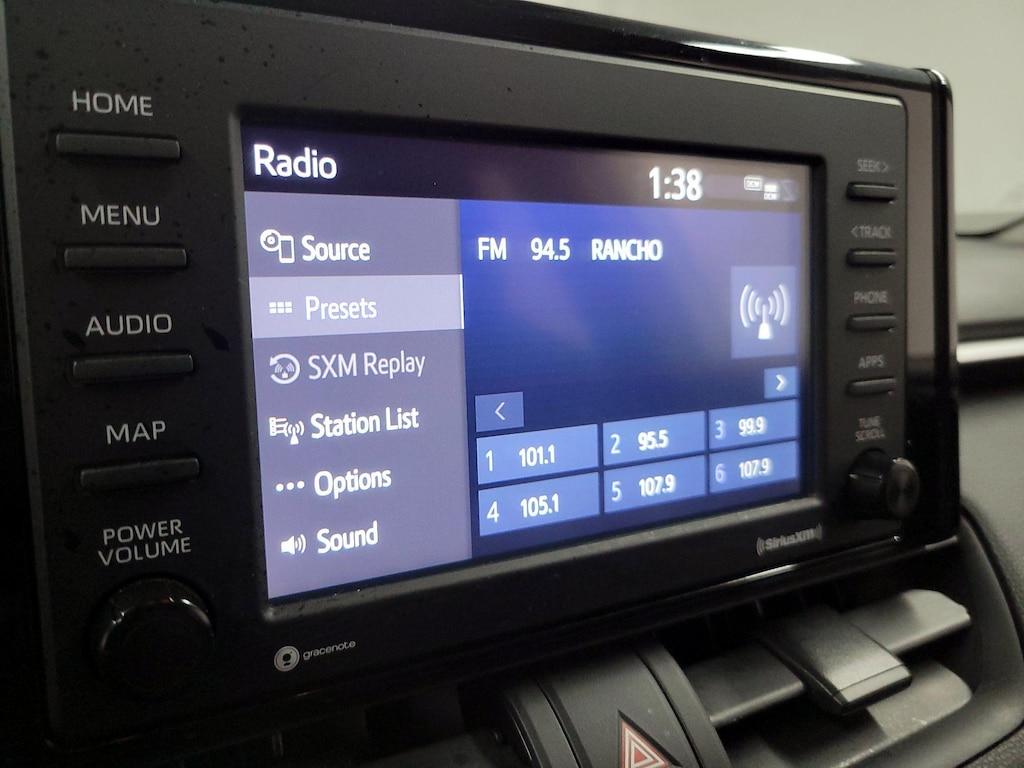 HOME
MENU
AUDIO
MAP
POWER
VOLUME
Radio
1:38
DCM
DCM
Source
Presets
SXM Replay
Station List
Options
Sound
FM 94.5 RANCHO
<
>
1 101.1
2 95.5
3 99.9
4 105.1
5 107.9
6 107.9
SEEK >
< TRACK
PHONE
APPS
TUNE
SCROLL
SiriusXM
gracenote